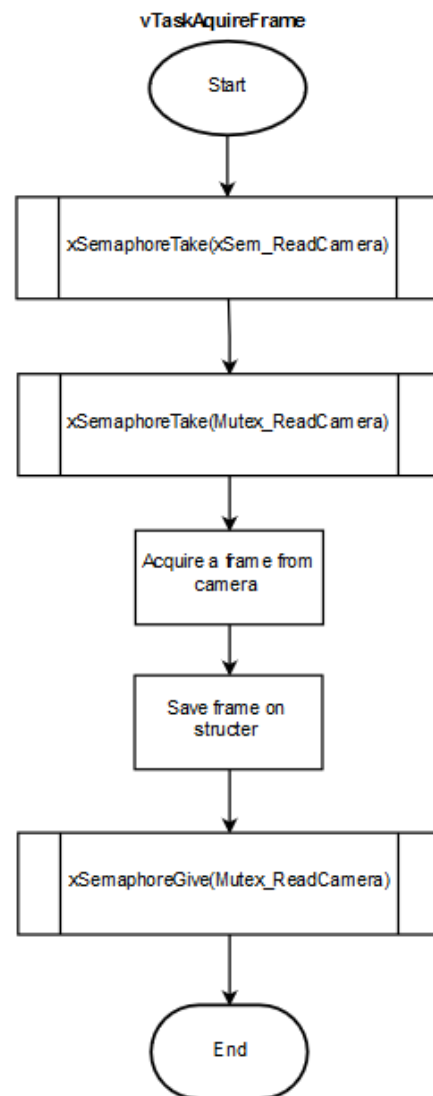 vTaskAquireFrame
Start
xSemaphoreTake(xSem_ReadCamera)
xSemaphoreTake(Mutex_ReadCamera)
Acquire a frame from
camera
Save frame on
structer
xSemaphoreGive(Mutex_ReadCamera)
End